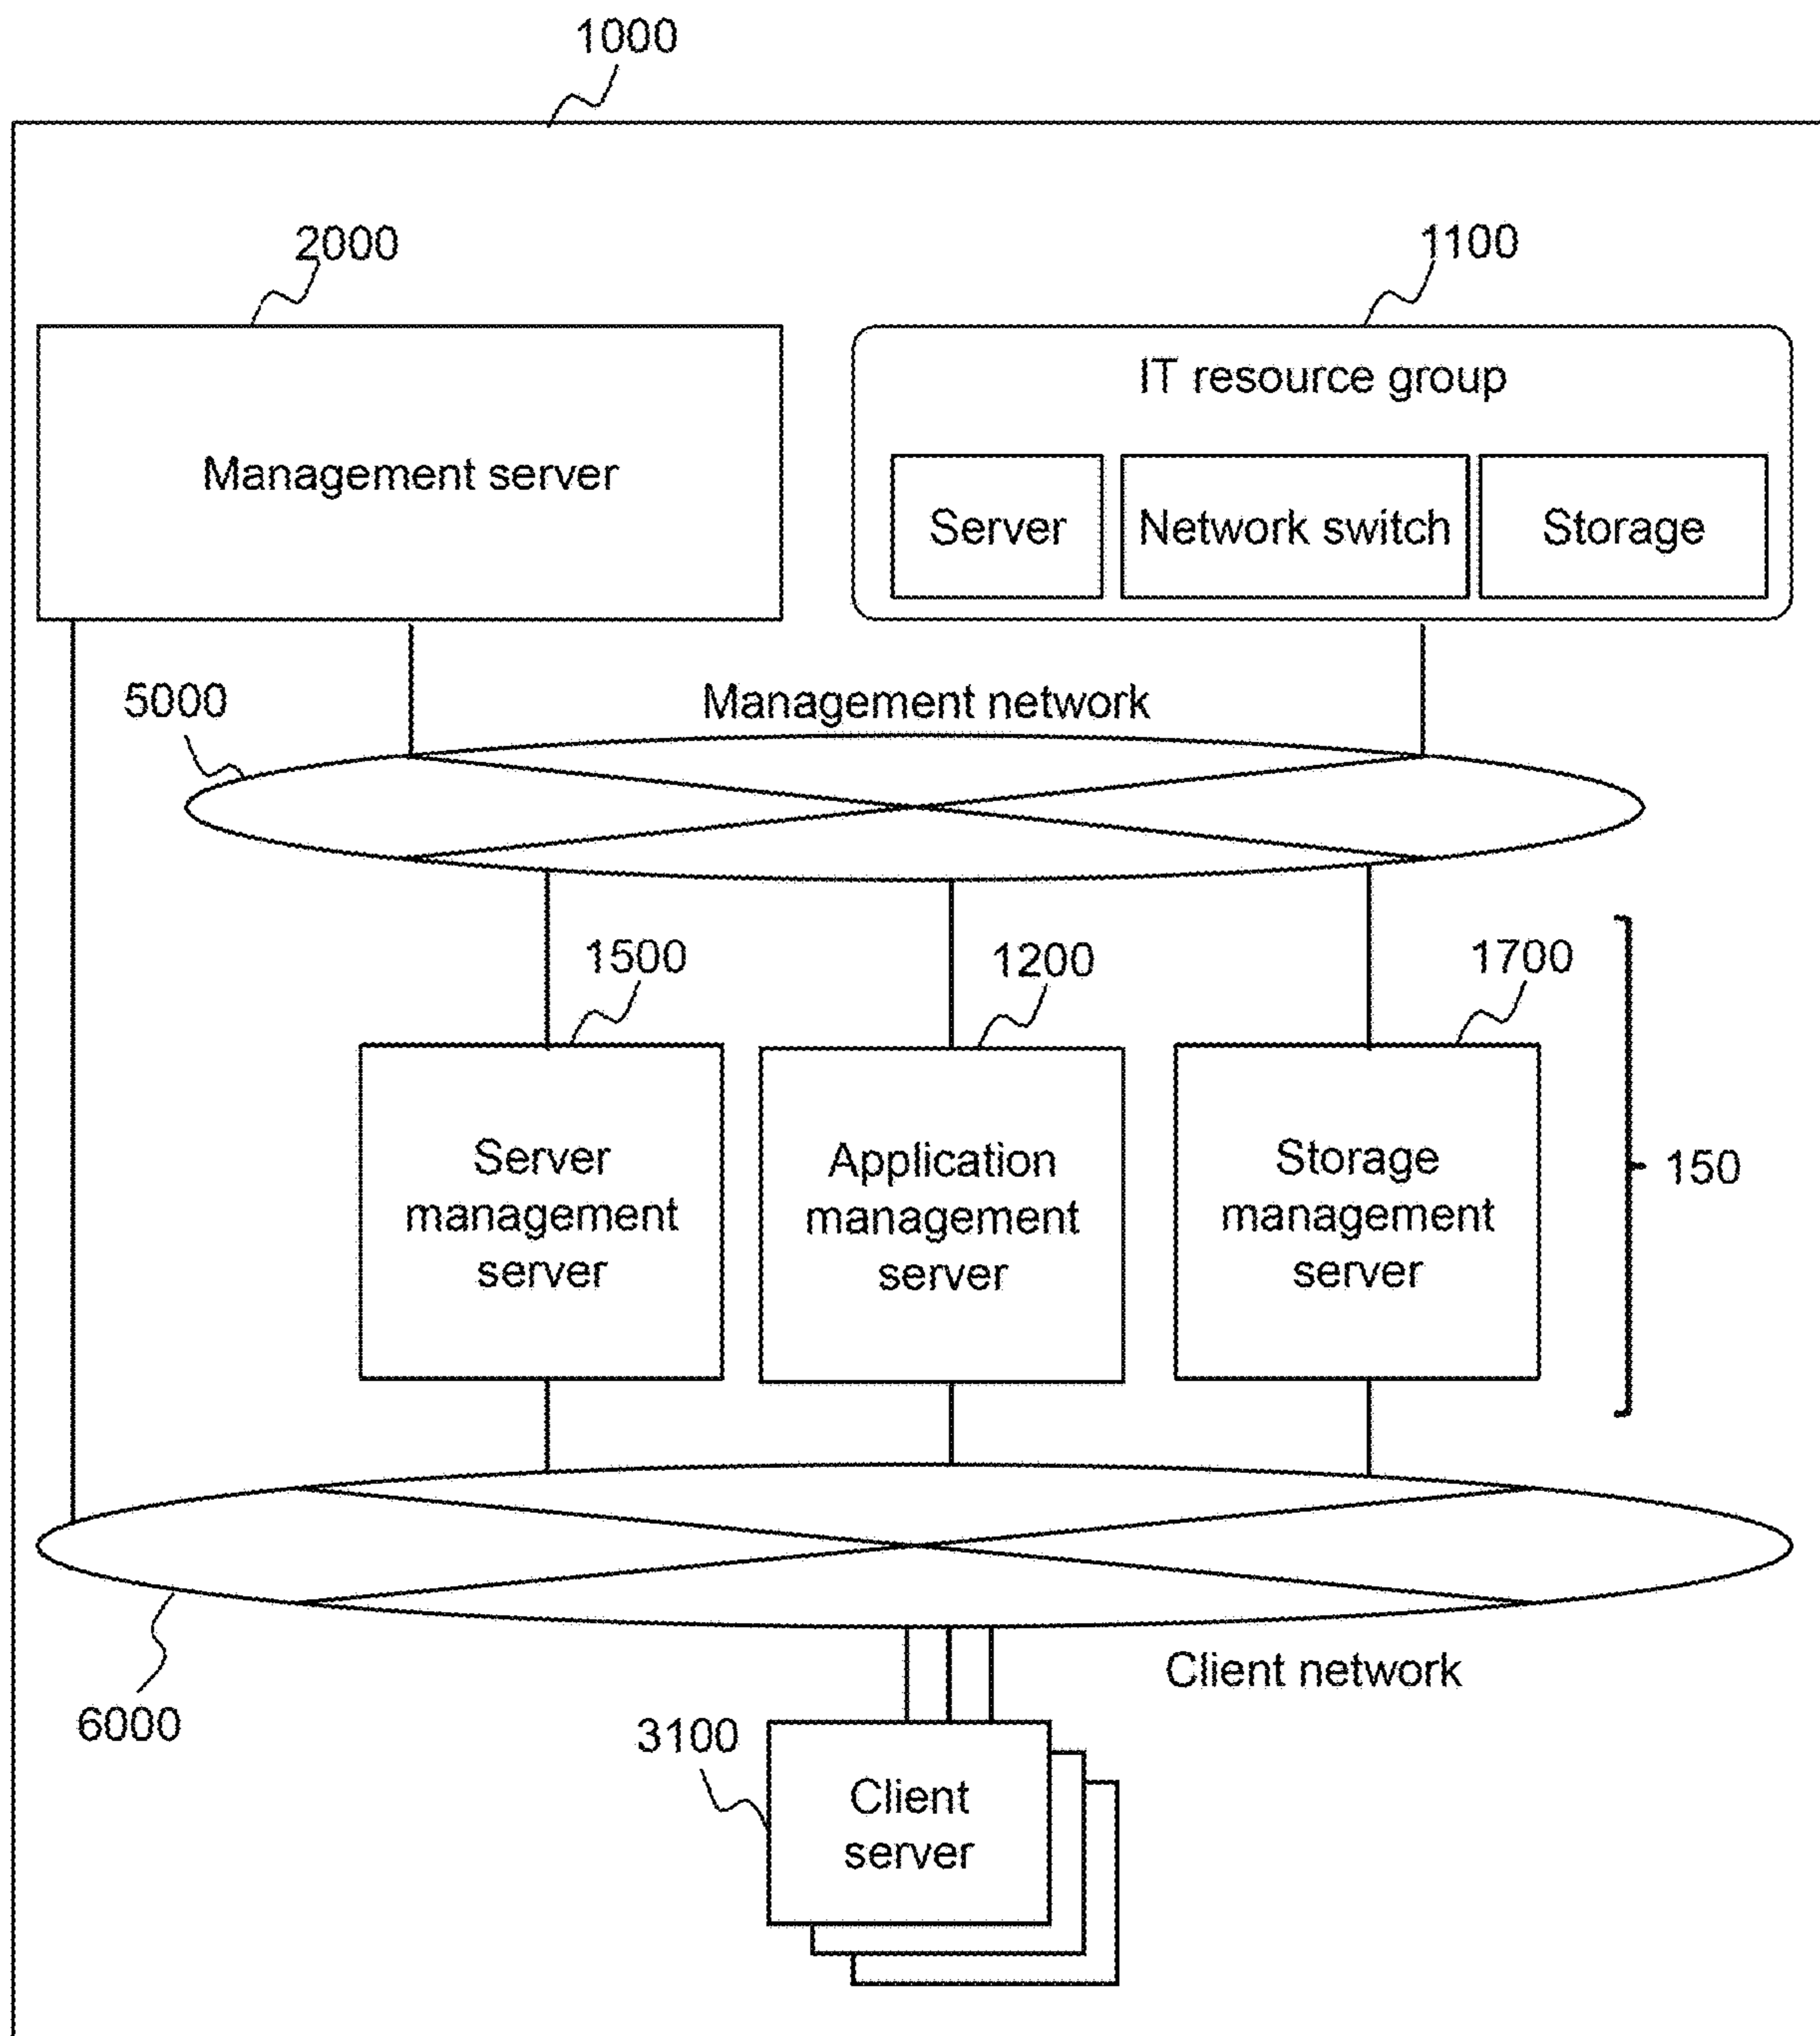 1000
2000
1100
Management server
IT resource group
Server
Network switch
Storage
5000
Management network
1500
1200
1700
Server
management
server
Application
management
server
Storage
management
server
150
6000
Client network
3100
Client
server